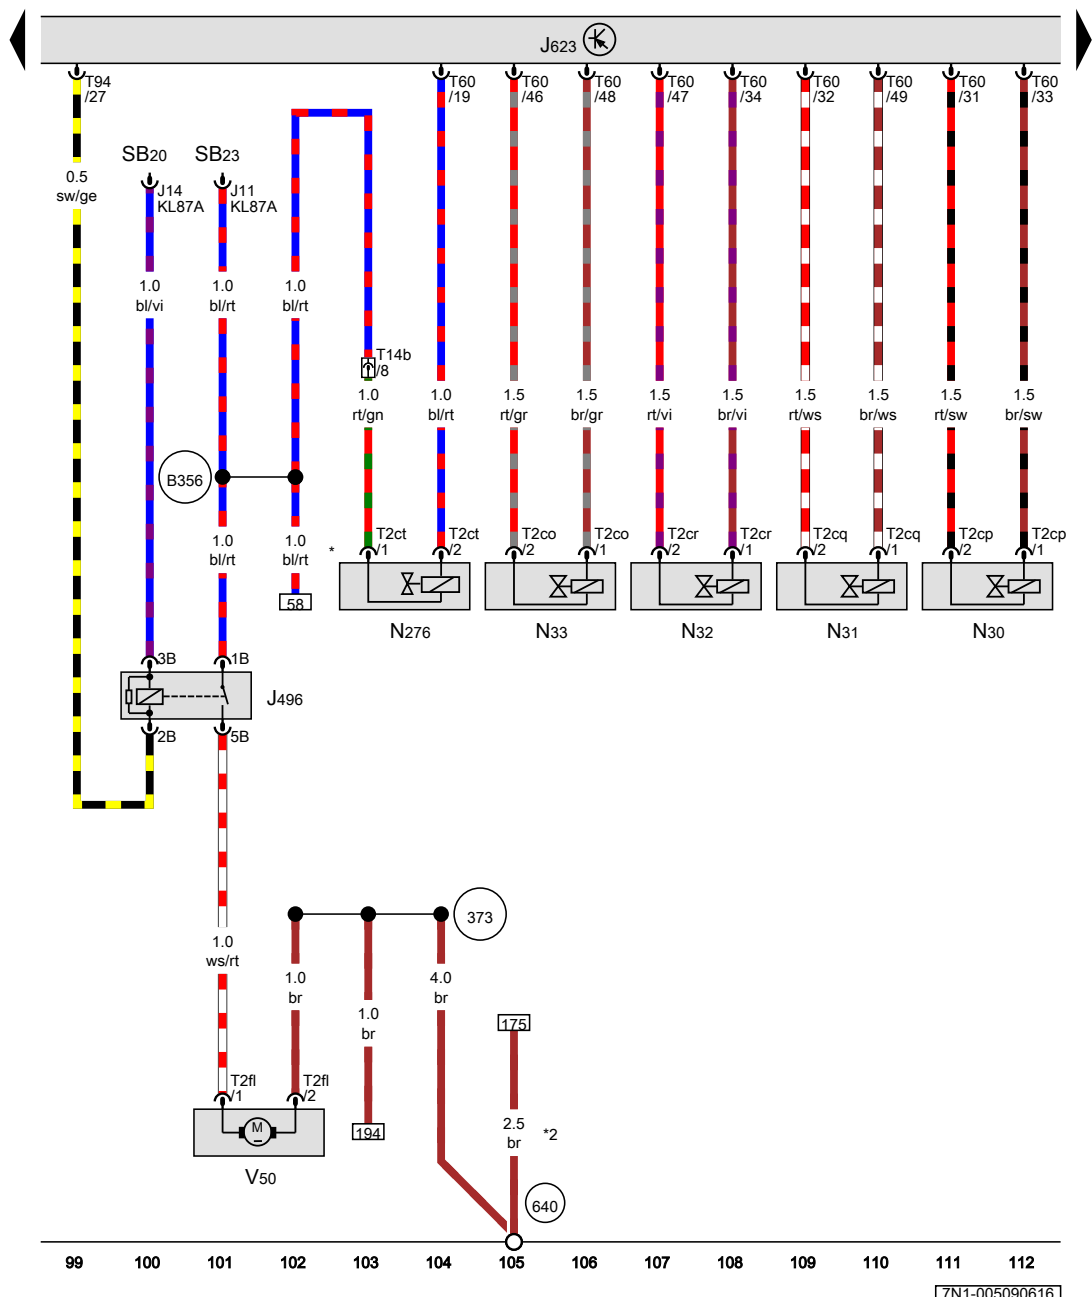 J623
T94 /27
T60 /19
T60 /46
T60 /48
T60 /47
T60 /34
T60 /32
T60 /49
T60 /31
T60 /33
SB20
SB23
J14 KL87A
J11 KL87A
0.5 sw/ge
1.0 bl/vi
1.0 bl/rt
1.0 bl/rt
T14b /8
1.0 rt/gn
1.0 bl/rt
1.5 rt/gr
1.5 br/gr
1.5 rt/vi
1.5 br/vi
1.5 rt/ws
1.5 br/ws
1.5 rt/sw
1.5 br/sw
B356
1.0 bl/rt
1.0 bl/rt
*
T2ct /1
T2ct /2
T2co /2
T2co /1
T2cr /2
T2cr /1
T2cq /2
T2cq /1
T2cp /2
T2cp /1
58
N276
N33
N32
N31
N30
3B
1B
J496
2B
5B
373
1.0 ws/rt
1.0 br
4.0 br
1.0 br
175
T2fl /1
T2fl /2
M
194
2.5 br
*2
V50
640
99 100 101 102 103 104 105 106 107 108 109 110 111 112
7N1-005090616